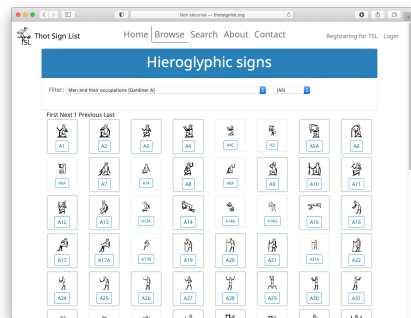 Non sécurisé — thotsignlist.org
Thot Sign List
TSL
Home Browse Search About Contact
Registering for TSL Login
Hieroglyphic signs
Filter: Men and their occupations [Gardiner A] (All)
First Next 1 Previous Last
A1 A2 A3 A4 A4C A5 A5A A6
A6A A7 A7A A8 A8A A9 A10 A11
A12 A13 A13A A14 A14A A14G A15 A16
A17 A17A A17B A19 A20 A21 A21A A22
A24 A25 A26 A27 A28 A29 A30 A31